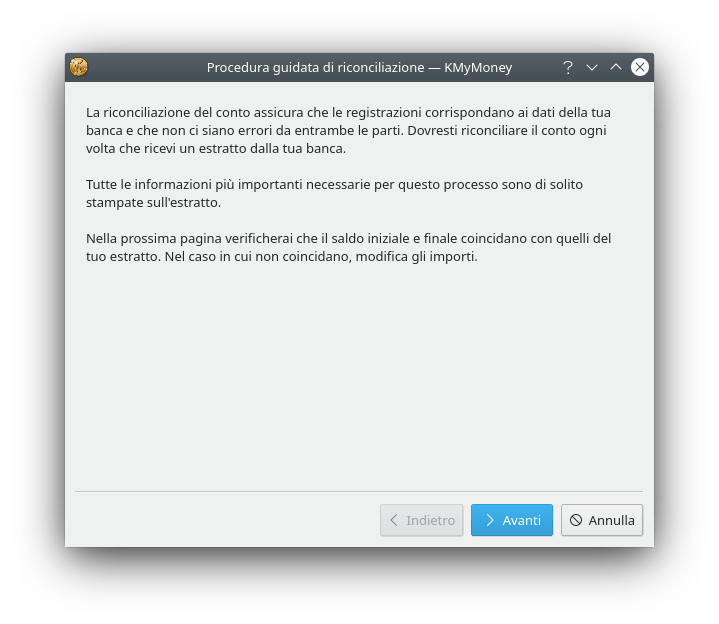 Procedura guidata di riconciliazione — KMyMoney
La riconciliazione del conto assicura che le registrazioni corrispondano ai dati della tua
banca e che non ci siano errori da entrambe le parti. Dovresti riconciliare il conto ogni
volta che ricevi un estratto dalla tua banca.
Tutte le informazioni più importanti necessarie per questo processo sono di solito
stampate sull'estratto.
Nella prossima pagina verificherai che il saldo iniziale e finale coincidano con quelli del
tuo estratto. Nel caso in cui non coincidano, modifica gli importi.
Indietro
Avanti
Annulla